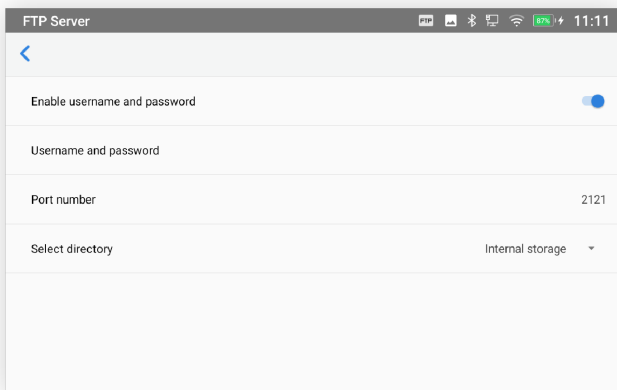 FTP Server FTP 87% 11:11
Enable username and password
Username and password
Port number 2121
Select directory Internal storage